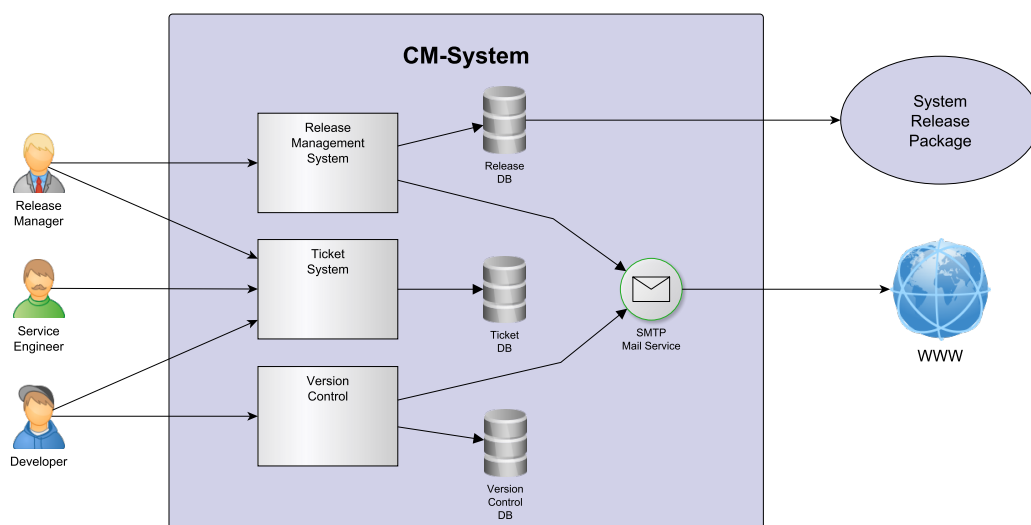 CM-System
Release
Management
System
Release
DB
System
Release
Package
Release
Manager
Ticket
System
Ticket
DB
SMTP
Mail Service
Service
Engineer
WWW
Version
Control
Version
Control
DB
Developer